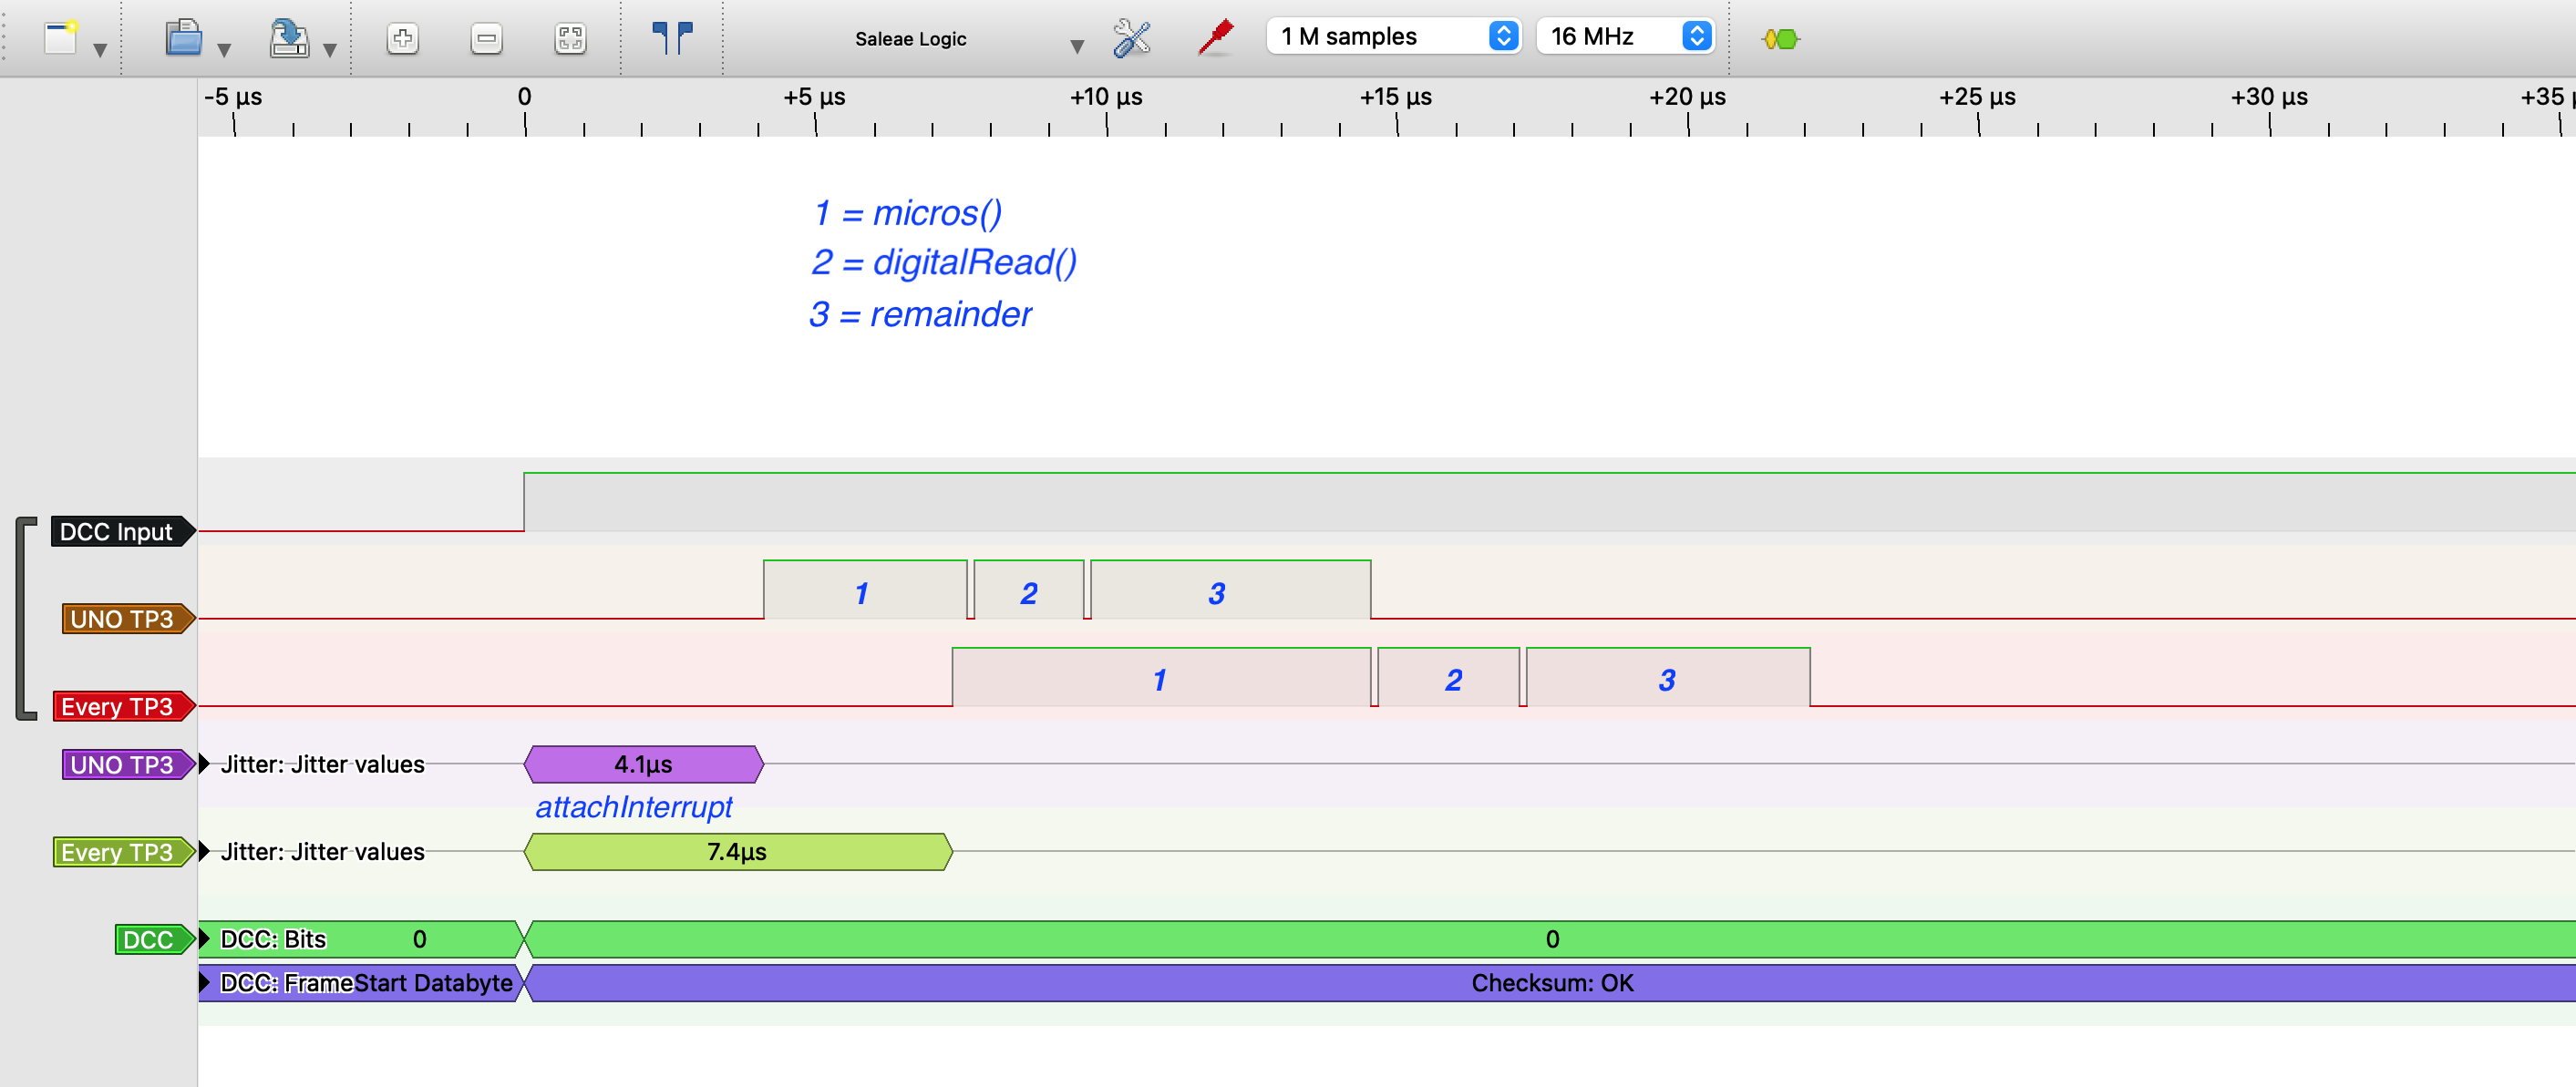 Saleae Logic
1 M samples
16 MHz
-5 µs 0 +5 µs +10 µs +15 µs +20 µs +25 µs +30 µs +35 µ
1 = micros()
2 = digitalRead()
3 = remainder
DCC Input
UNO TP3 1 2 3
Every TP3 1 2 3
UNO TP3 Jitter: Jitter values 4.1µs
attachInterrupt
Every TP3 Jitter: Jitter values 7.4µs
DCC DCC: Bits 0 0
DCC: Frame Start Databyte Checksum: OK